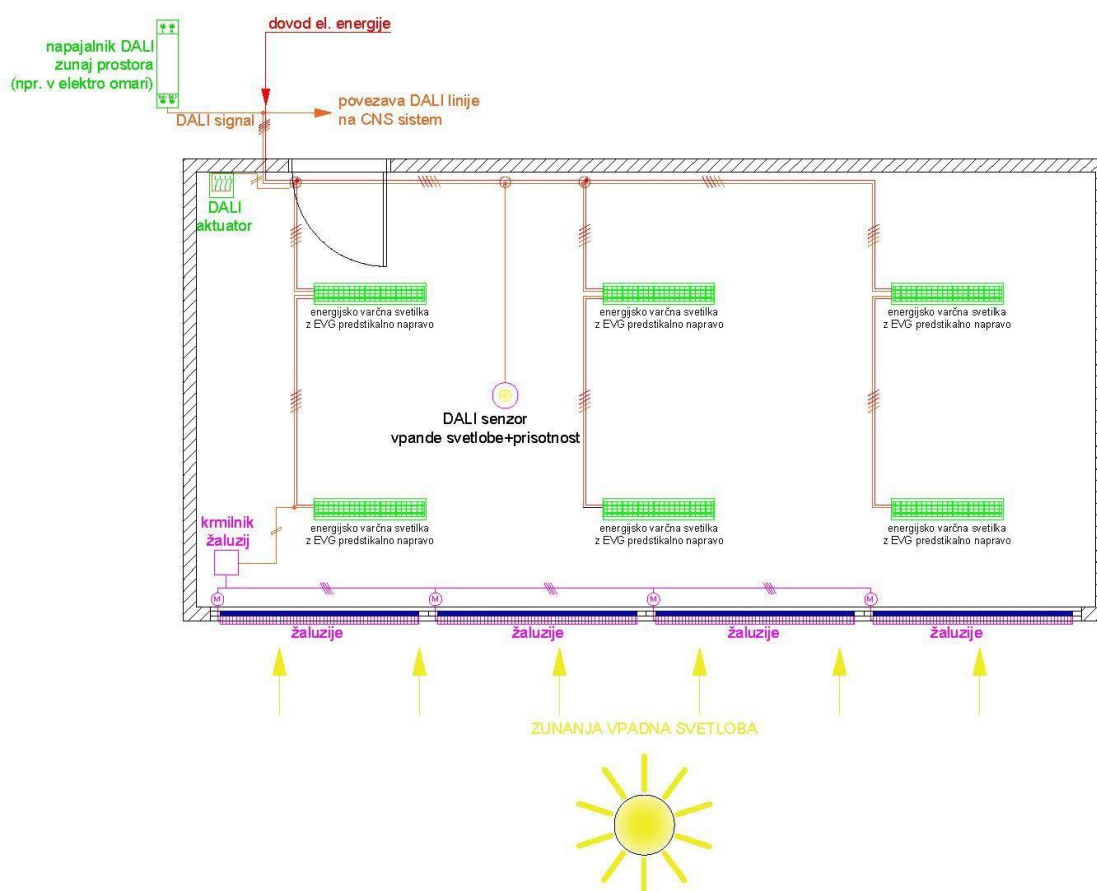 dovod el. energije
napajalnik DALI
zunaj prostora
(npr. v elektro omari)
DALI signal
povezava DALI linije
na CNS sistem
DALI
aktuator
energijsko varčna svetilka
z EVG predstikalno napravo
energijsko varčna svetilka
z EVG predstikalno napravo
energijsko varčna svetilka
z EVG predstikalno napravo
DALI senzor
vpande svetlobe+prisotnost
krmilnik
žaluzij
energijsko varčna svetilka
z EVG predstikalno napravo
energijsko varčna svetilka
z EVG predstikalno napravo
energijsko varčna svetilka
z EVG predstikalno napravo
M
M
M
M
žaluzije
žaluzije
žaluzije
žaluzije
ZUNANJA VPADNA SVETLOBA